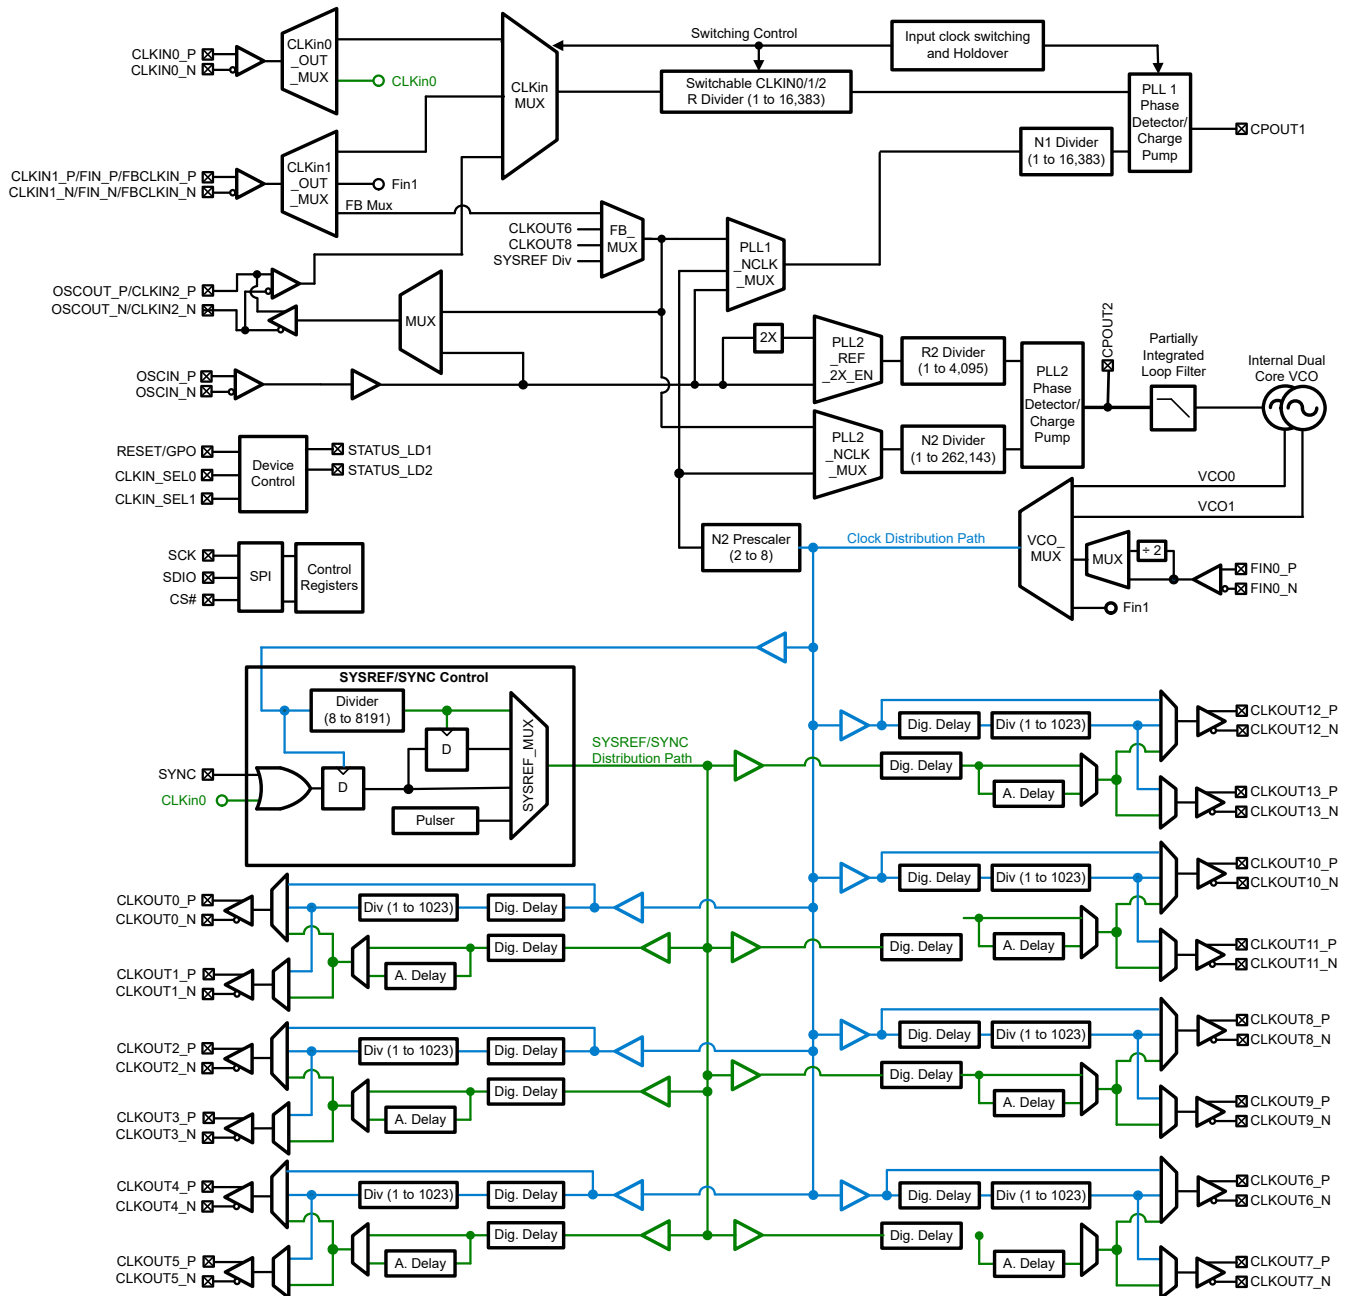 CLKIN0_P
CLKIN0_N
CLKin0
_OUT
_MUX
CLKin0
CLKin
MUX
Switching Control
Input clock switching
and Holdover
Switchable CLKIN0/1/2
R Divider (1 to 16,383)
PLL 1
Phase
Detector/
Charge
Pump
CPOUT1
N1 Divider
(1 to 16,383)
CLKIN1_P/FIN_P/FBCLKIN_P
CLKIN1_N/FIN_N/FBCLKIN_N
CLKin1
_OUT
_MUX
Fin1
FB Mux
CLKOUT6
CLKOUT8
SYSREF Div
FB_
MUX
PLL1
_NCLK
_MUX
OSCOUT_P/CLKIN2_P
OSCOUT_N/CLKIN2_N
MUX
OSCIN_P
OSCIN_N
2X
PLL2
_REF
_2X_EN
R2 Divider
(1 to 4,095)
PLL2
Phase
Detector/
Charge
Pump
CPOUT2
Partially
Integrated
Loop Filter
Internal Dual
Core VCO
PLL2
_NCLK
_MUX
N2 Divider
(1 to 262,143)
RESET/GPO
CLKIN_SEL0
CLKIN_SEL1
Device
Control
STATUS_LD1
STATUS_LD2
VCO0
VCO1
SCK
SDIO
CS#
SPI
Control
Registers
N2 Prescaler
(2 to 8)
Clock Distribution Path
VCO_
MUX
MUX
÷ 2
FIN0_P
FIN0_N
Fin1
SYSREF/SYNC Control
Divider
(8 to 8191)
D
SYNC
CLKin0
D
Pulser
SYSREF_MUX
SYSREF/SYNC
Distribution Path
Dig. Delay
Div (1 to 1023)
CLKOUT12_P
CLKOUT12_N
Dig. Delay
A. Delay
CLKOUT13_P
CLKOUT13_N
Dig. Delay
Div (1 to 1023)
CLKOUT10_P
CLKOUT10_N
Dig. Delay
A. Delay
CLKOUT11_P
CLKOUT11_N
CLKOUT0_P
CLKOUT0_N
Div (1 to 1023)
Dig. Delay
CLKOUT1_P
CLKOUT1_N
A. Delay
Dig. Delay
Dig. Delay
Div (1 to 1023)
CLKOUT8_P
CLKOUT8_N
Dig. Delay
A. Delay
CLKOUT9_P
CLKOUT9_N
CLKOUT2_P
CLKOUT2_N
Div (1 to 1023)
Dig. Delay
CLKOUT3_P
CLKOUT3_N
A. Delay
Dig. Delay
Dig. Delay
Div (1 to 1023)
CLKOUT6_P
CLKOUT6_N
Dig. Delay
A. Delay
CLKOUT7_P
CLKOUT7_N
CLKOUT4_P
CLKOUT4_N
Div (1 to 1023)
Dig. Delay
CLKOUT5_P
CLKOUT5_N
A. Delay
Dig. Delay